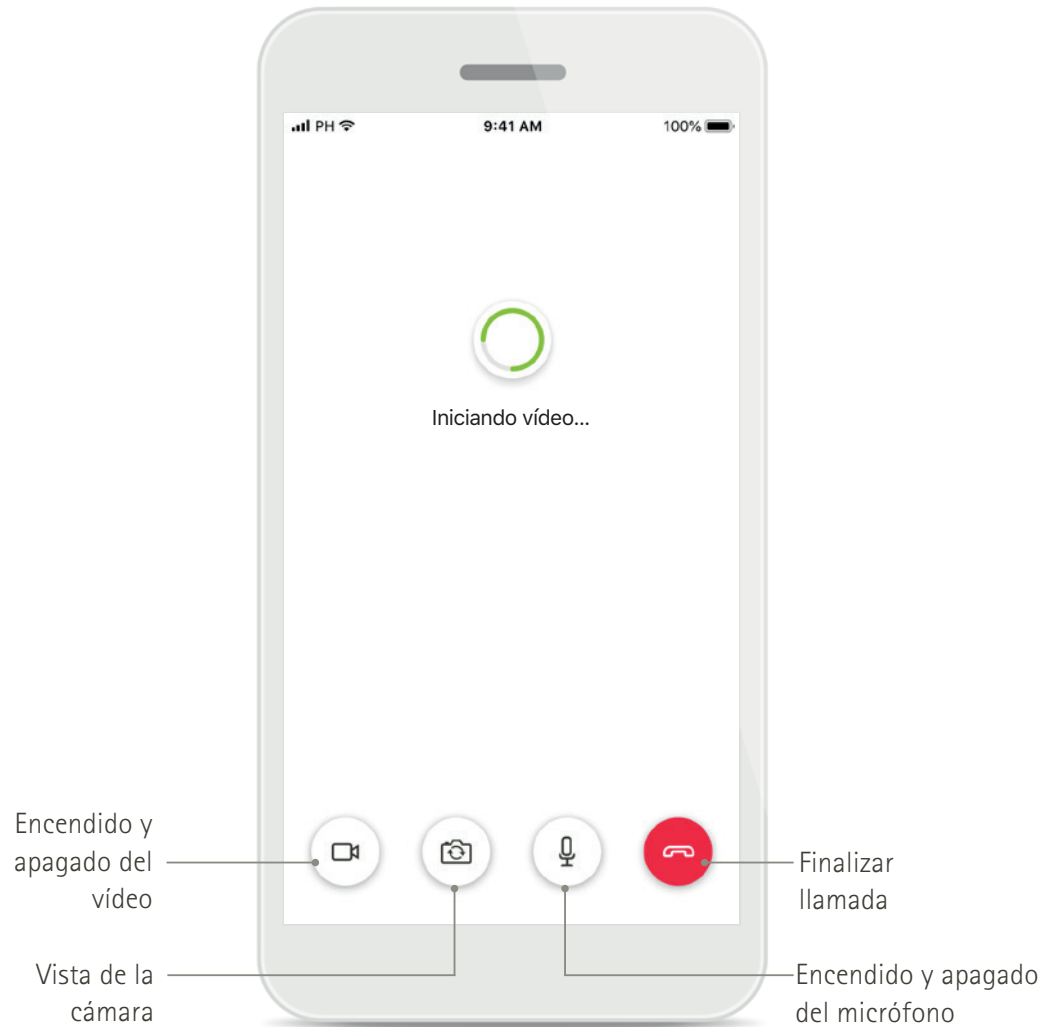 PH
9:41 AM
100%
Iniciando vídeo...
Encendido y
apagado del
vídeo
Finalizar
llamada
Vista de la
cámara
Encendido y apagado
del micrófono